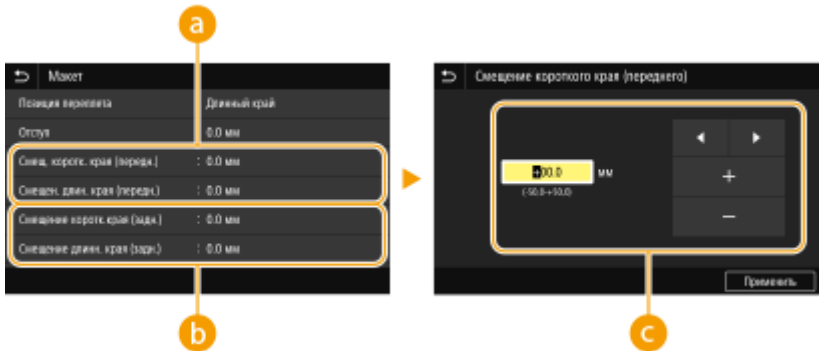 a
Макет
Позиция переплета Длинный край
Отступ : 0.0 мм
Смещ. коротк. края (передн.) : 0.0 мм
Смещен. длин. края (передн.) : 0.0 мм
Смещение коротк.края (задн.) : 0.0 мм
Смещение длинн. края (задн.) : 0.0 мм
b
Смещение короткого края (переднего)
+00.0 мм
(-50.0-+50.0)
+
−
Применить
c